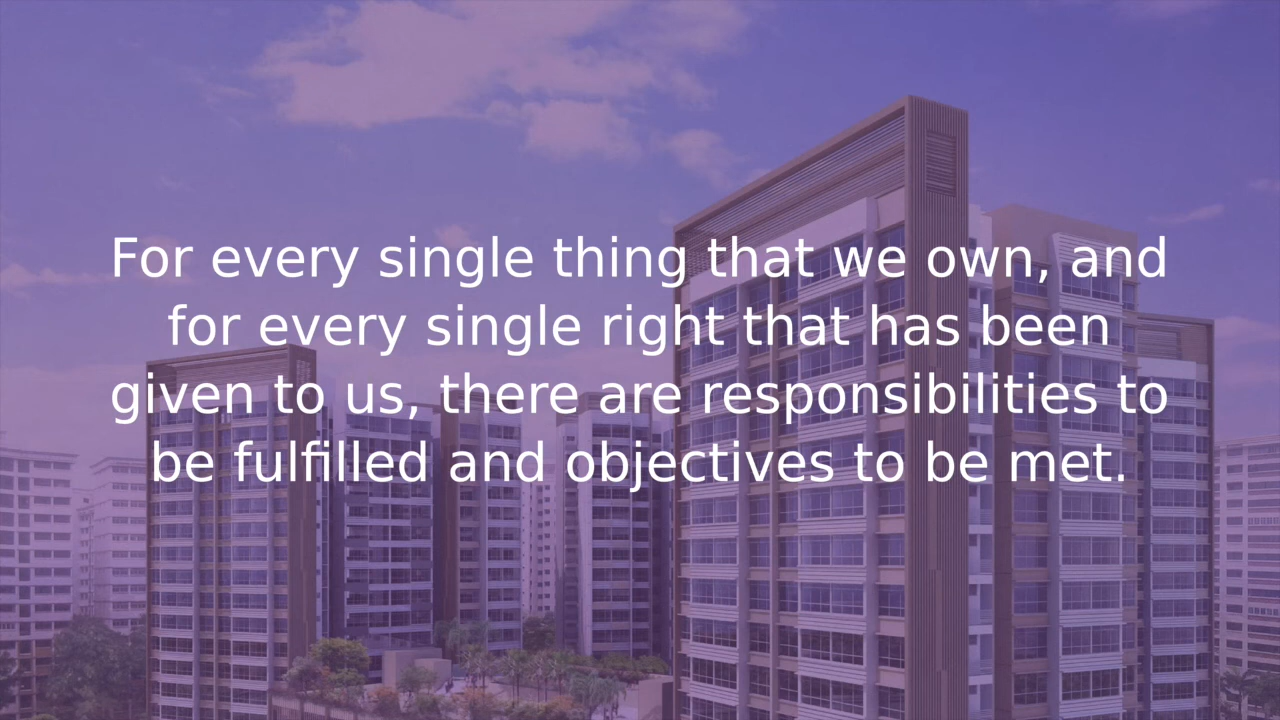 For every single thing that we own, and
for every single right that has been
given to us, there are responsibilities to
be fulfilled and objectives to be met.